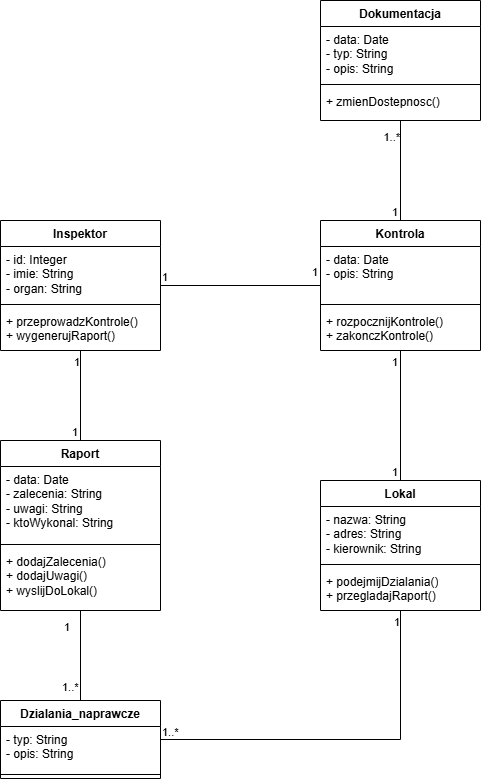 Dokumentacja
- data: Date
- typ: String
- opis: String
+ zmienDostepnosc()
1..*
1
Inspektor
- id: Integer
- imie: String
- organ: String
+ przeprowadzKontrole()
+ wygenerujRaport()
1
1
Kontrola
- data: Date
- opis: String
+ rozpocznijKontrole()
+ zakonczKontrole()
1
1
1
1
Raport
- data: Date
- zalecenia: String
- uwagi: String
- ktoWykonal: String
+ dodajZalecenia()
+ dodajUwagi()
+ wyslijDoLokal()
Lokal
- nazwa: String
- adres: String
- kierownik: String
+ podejmijDzialania()
+ przegladajRaport()
1
1
1..*
1..*
Dzialania_naprawcze
- typ: String
- opis: String